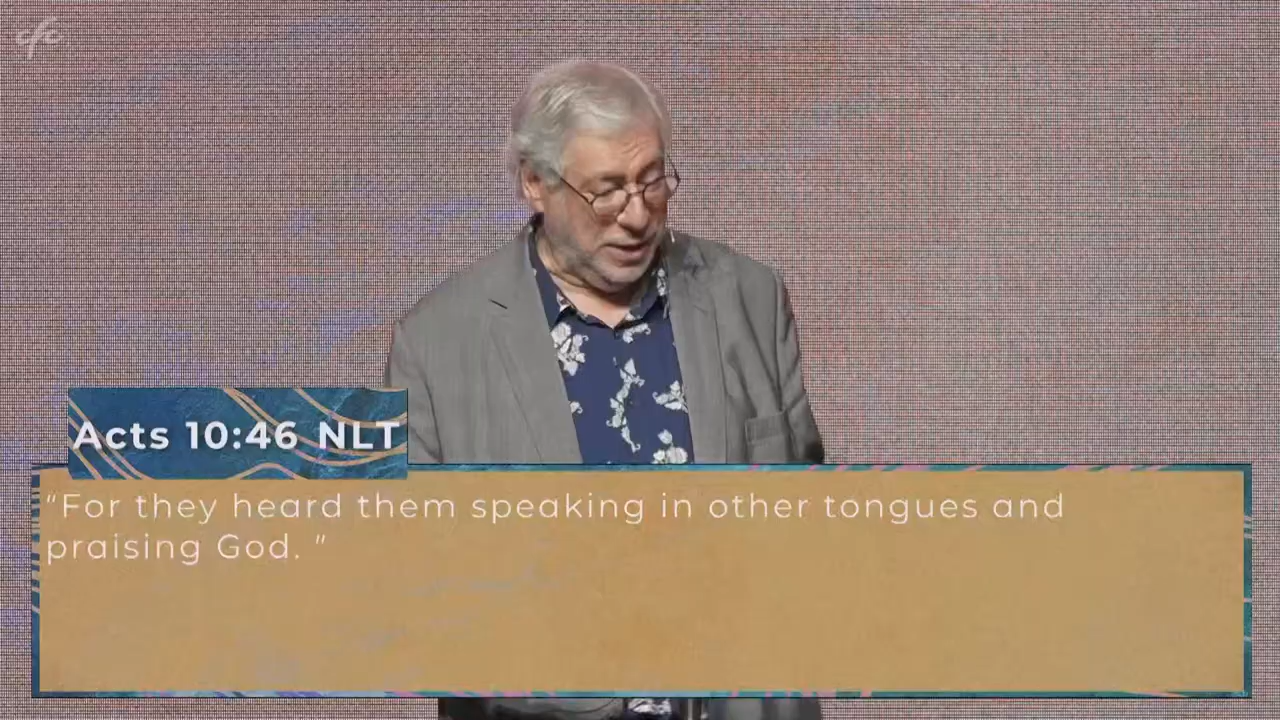 cfc
Acts 10:46 NLT
"For they heard them speaking in other tongues and
praising God. "